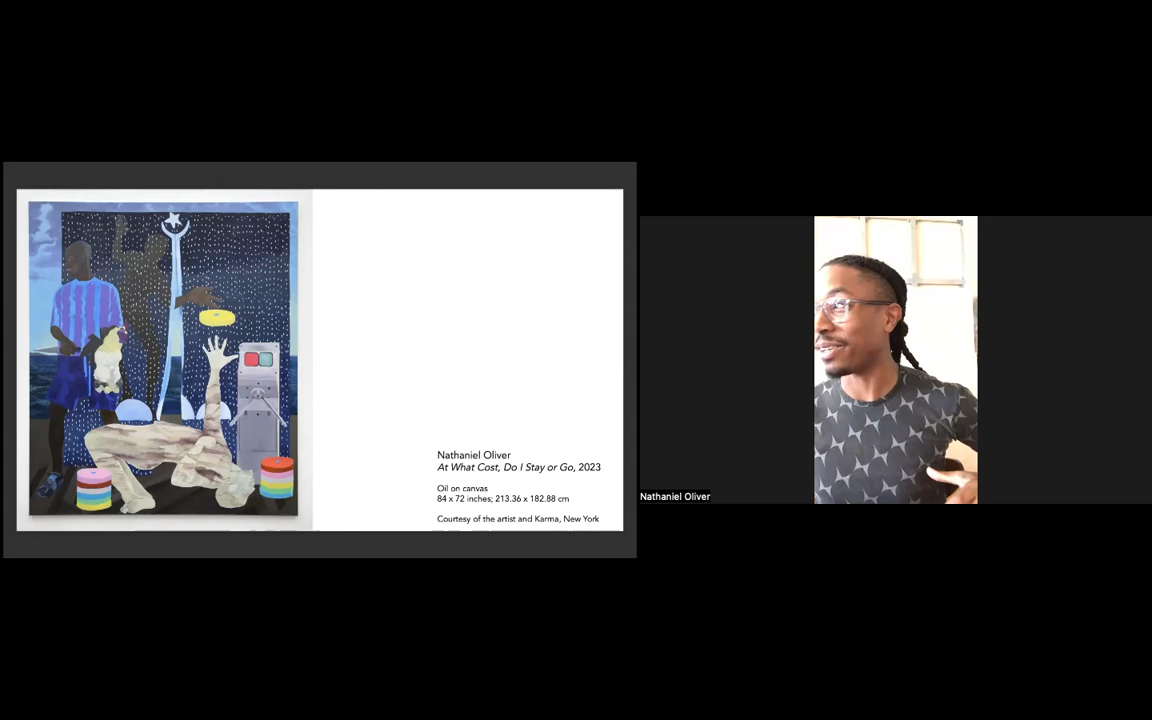 Nathaniel Oliver
At What Cost, Do I Stay or Go, 2023
Oil on canvas
84 x 72 inches; 213.36 x 182.88 cm
Courtesy of the artist and Karma, New York
Nathaniel Oliver